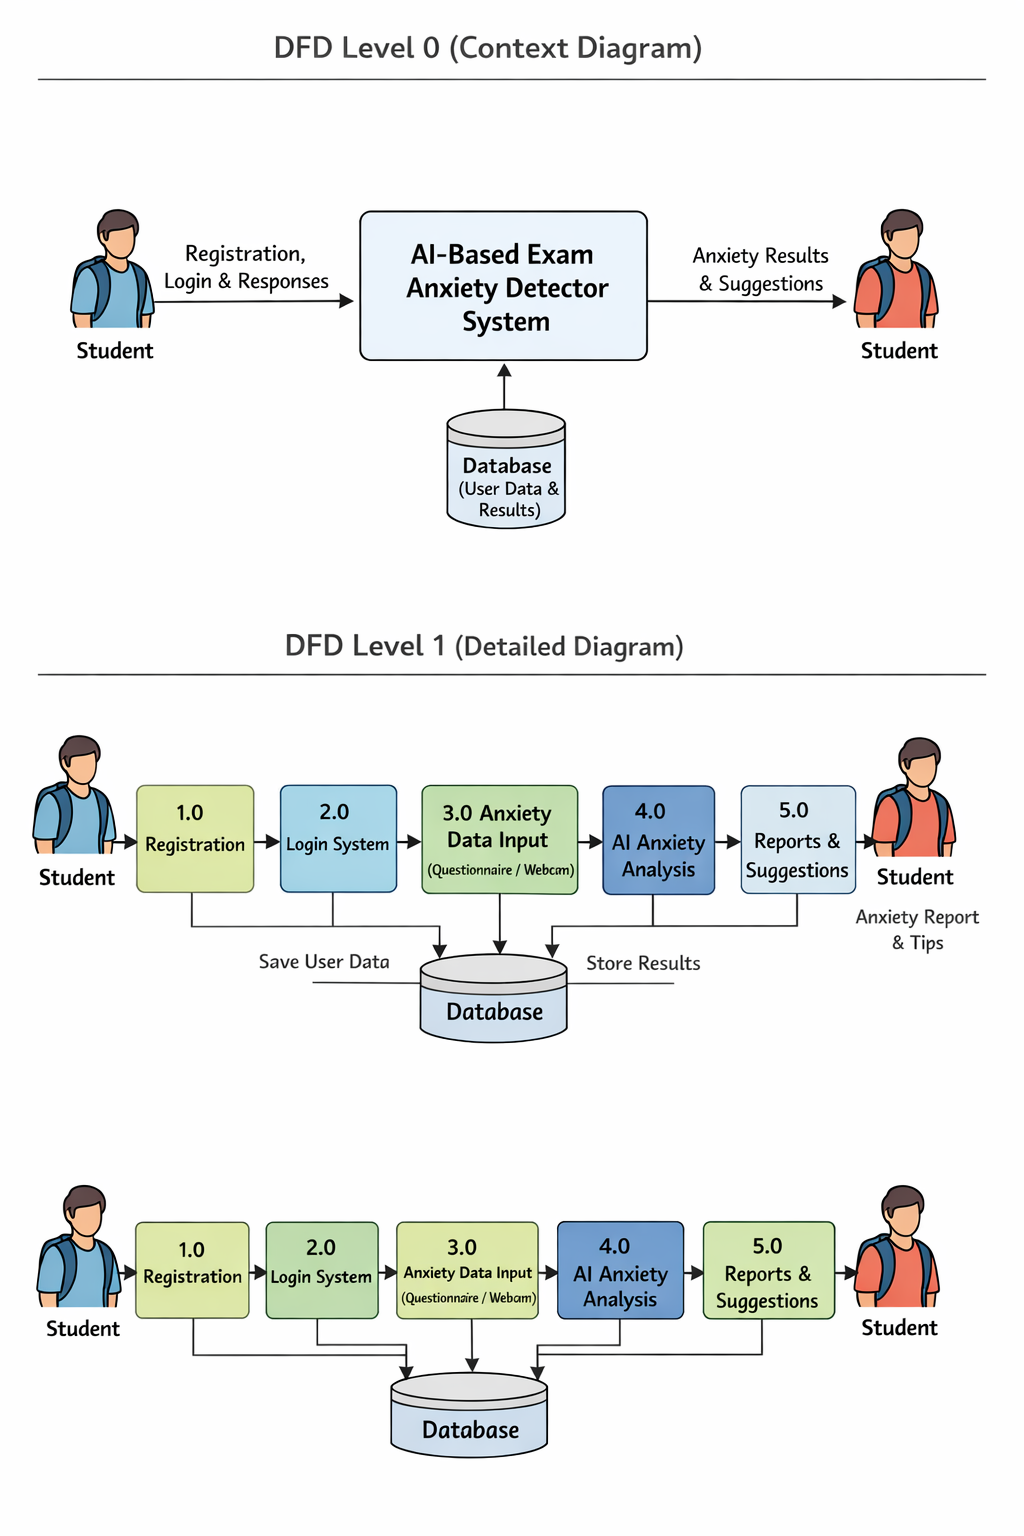 DFD Level 0 (Context Diagram)
Registration,
Login & Responses
AI-Based Exam
Anxiety Detector
System
Anxiety Results
& Suggestions
Student
Student
Database
(User Data &
Results)
DFD Level 1 (Detailed Diagram)
1.0
Registration
2.0
Login System
3.0 Anxiety
Data Input
(Questionnaire / Webcam)
4.0
AI Anxiety
Analysis
5.0
Reports &
Suggestions
Student
Student
Anxiety Report
& Tips
Save User Data
Store Results
Database
1.0
Registration
2.0
Login System
3.0
Anxiety Data Input
(Questionnaire / Webcam)
4.0
AI Anxiety
Analysis
5.0
Reports &
Suggestions
Student
Student
Database